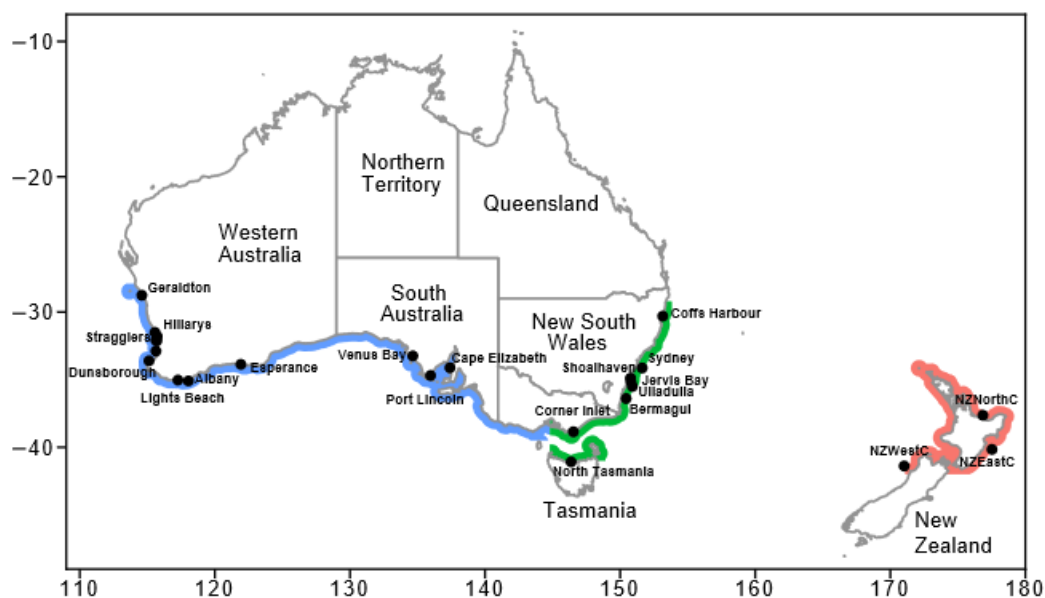 −10
−20
−30
−40
110
120
130
140
150
160
170
180
Northern
Territory
Queensland
Western
Australia
South
Australia
New South
Wales
Geraldton
Hillarys
Stragglers
Dunsborough
Albany
Lights Beach
Esperance
Venus Bay
Cape Elizabeth
Port Lincoln
Coffs Harbour
Sydney
Shoalhaven
Jervis Bay
Ulladulla
Bermagui
Corner Inlet
North Tasmania
Tasmania
NZNorthC
NZWestC
NZEastC
New
Zealand